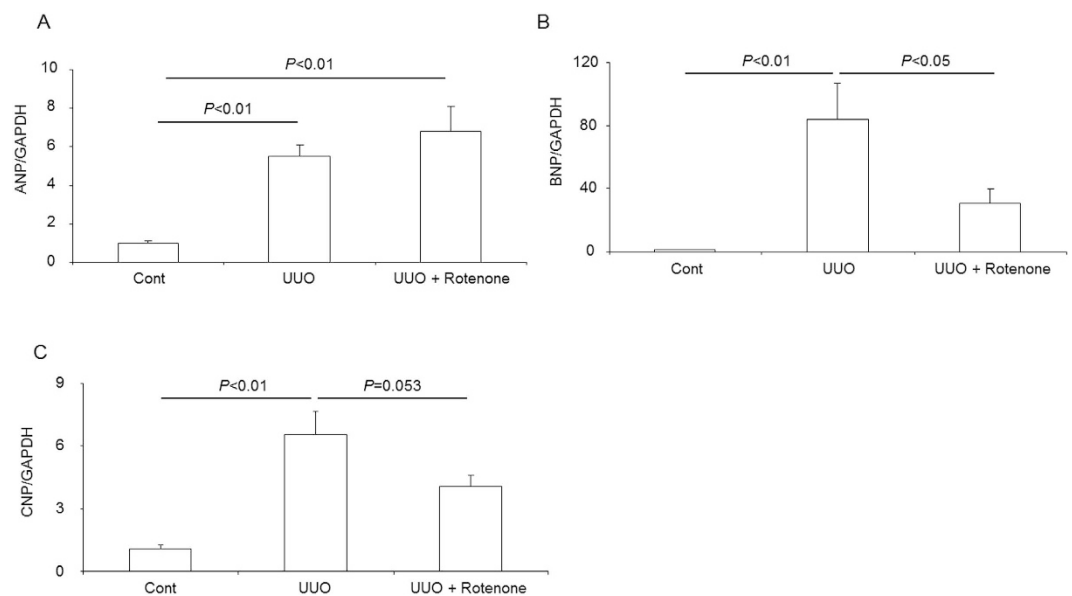 A
ANP/GAPDH
10
8
6
4
2
0
P<0.01
P<0.01
Cont
UUO
UUO + Rotenone
B
BNP/GAPDH
120
80
40
0
P<0.01
P<0.05
Cont
UUO
UUO + Rotenone
C
CNP/GAPDH
9
6
3
0
P<0.01
P=0.053
Cont
UUO
UUO + Rotenone